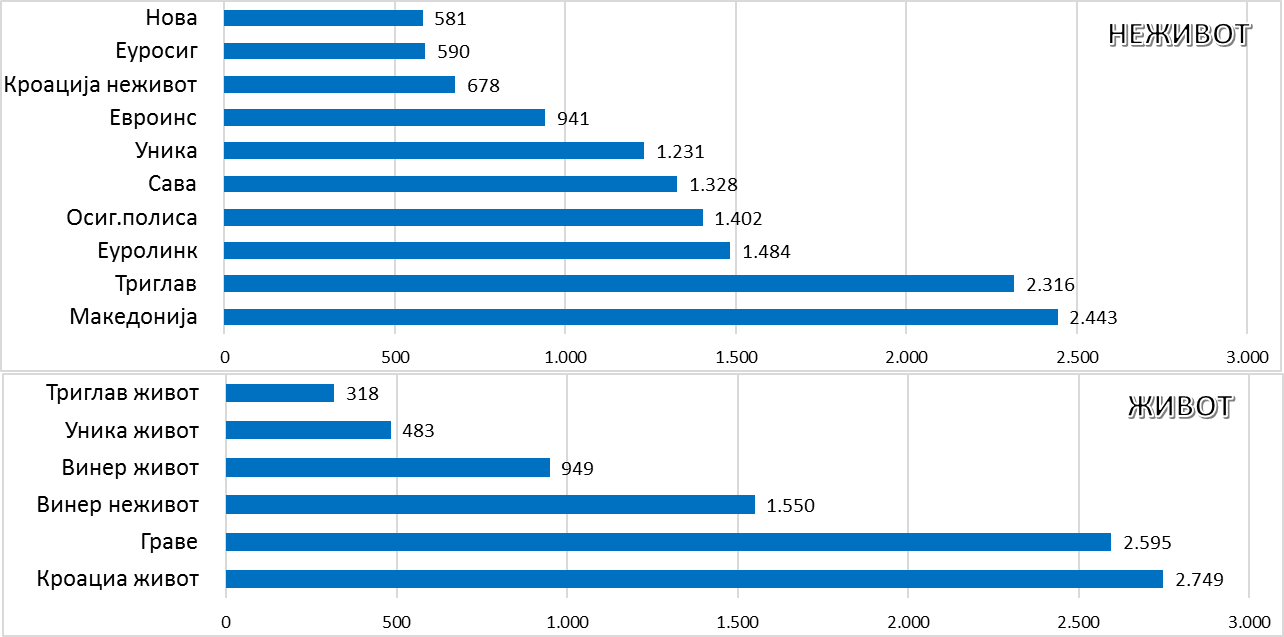 НЕЖИВОТ
Нова 581
Еуросиг 590
Кроација неживот 678
Евроинс 941
Уника 1.231
Сава 1.328
Осиг.полиса 1.402
Еуролинк 1.484
Триглав 2.316
Македонија 2.443
0 500 1.000 1.500 2.000 2.500 3.000
ЖИВОТ
Триглав живот 318
Уника живот 483
Винер живот 949
Винер неживот 1.550
Граве 2.595
Кроациа живот 2.749
0 500 1.000 1.500 2.000 2.500 3.000